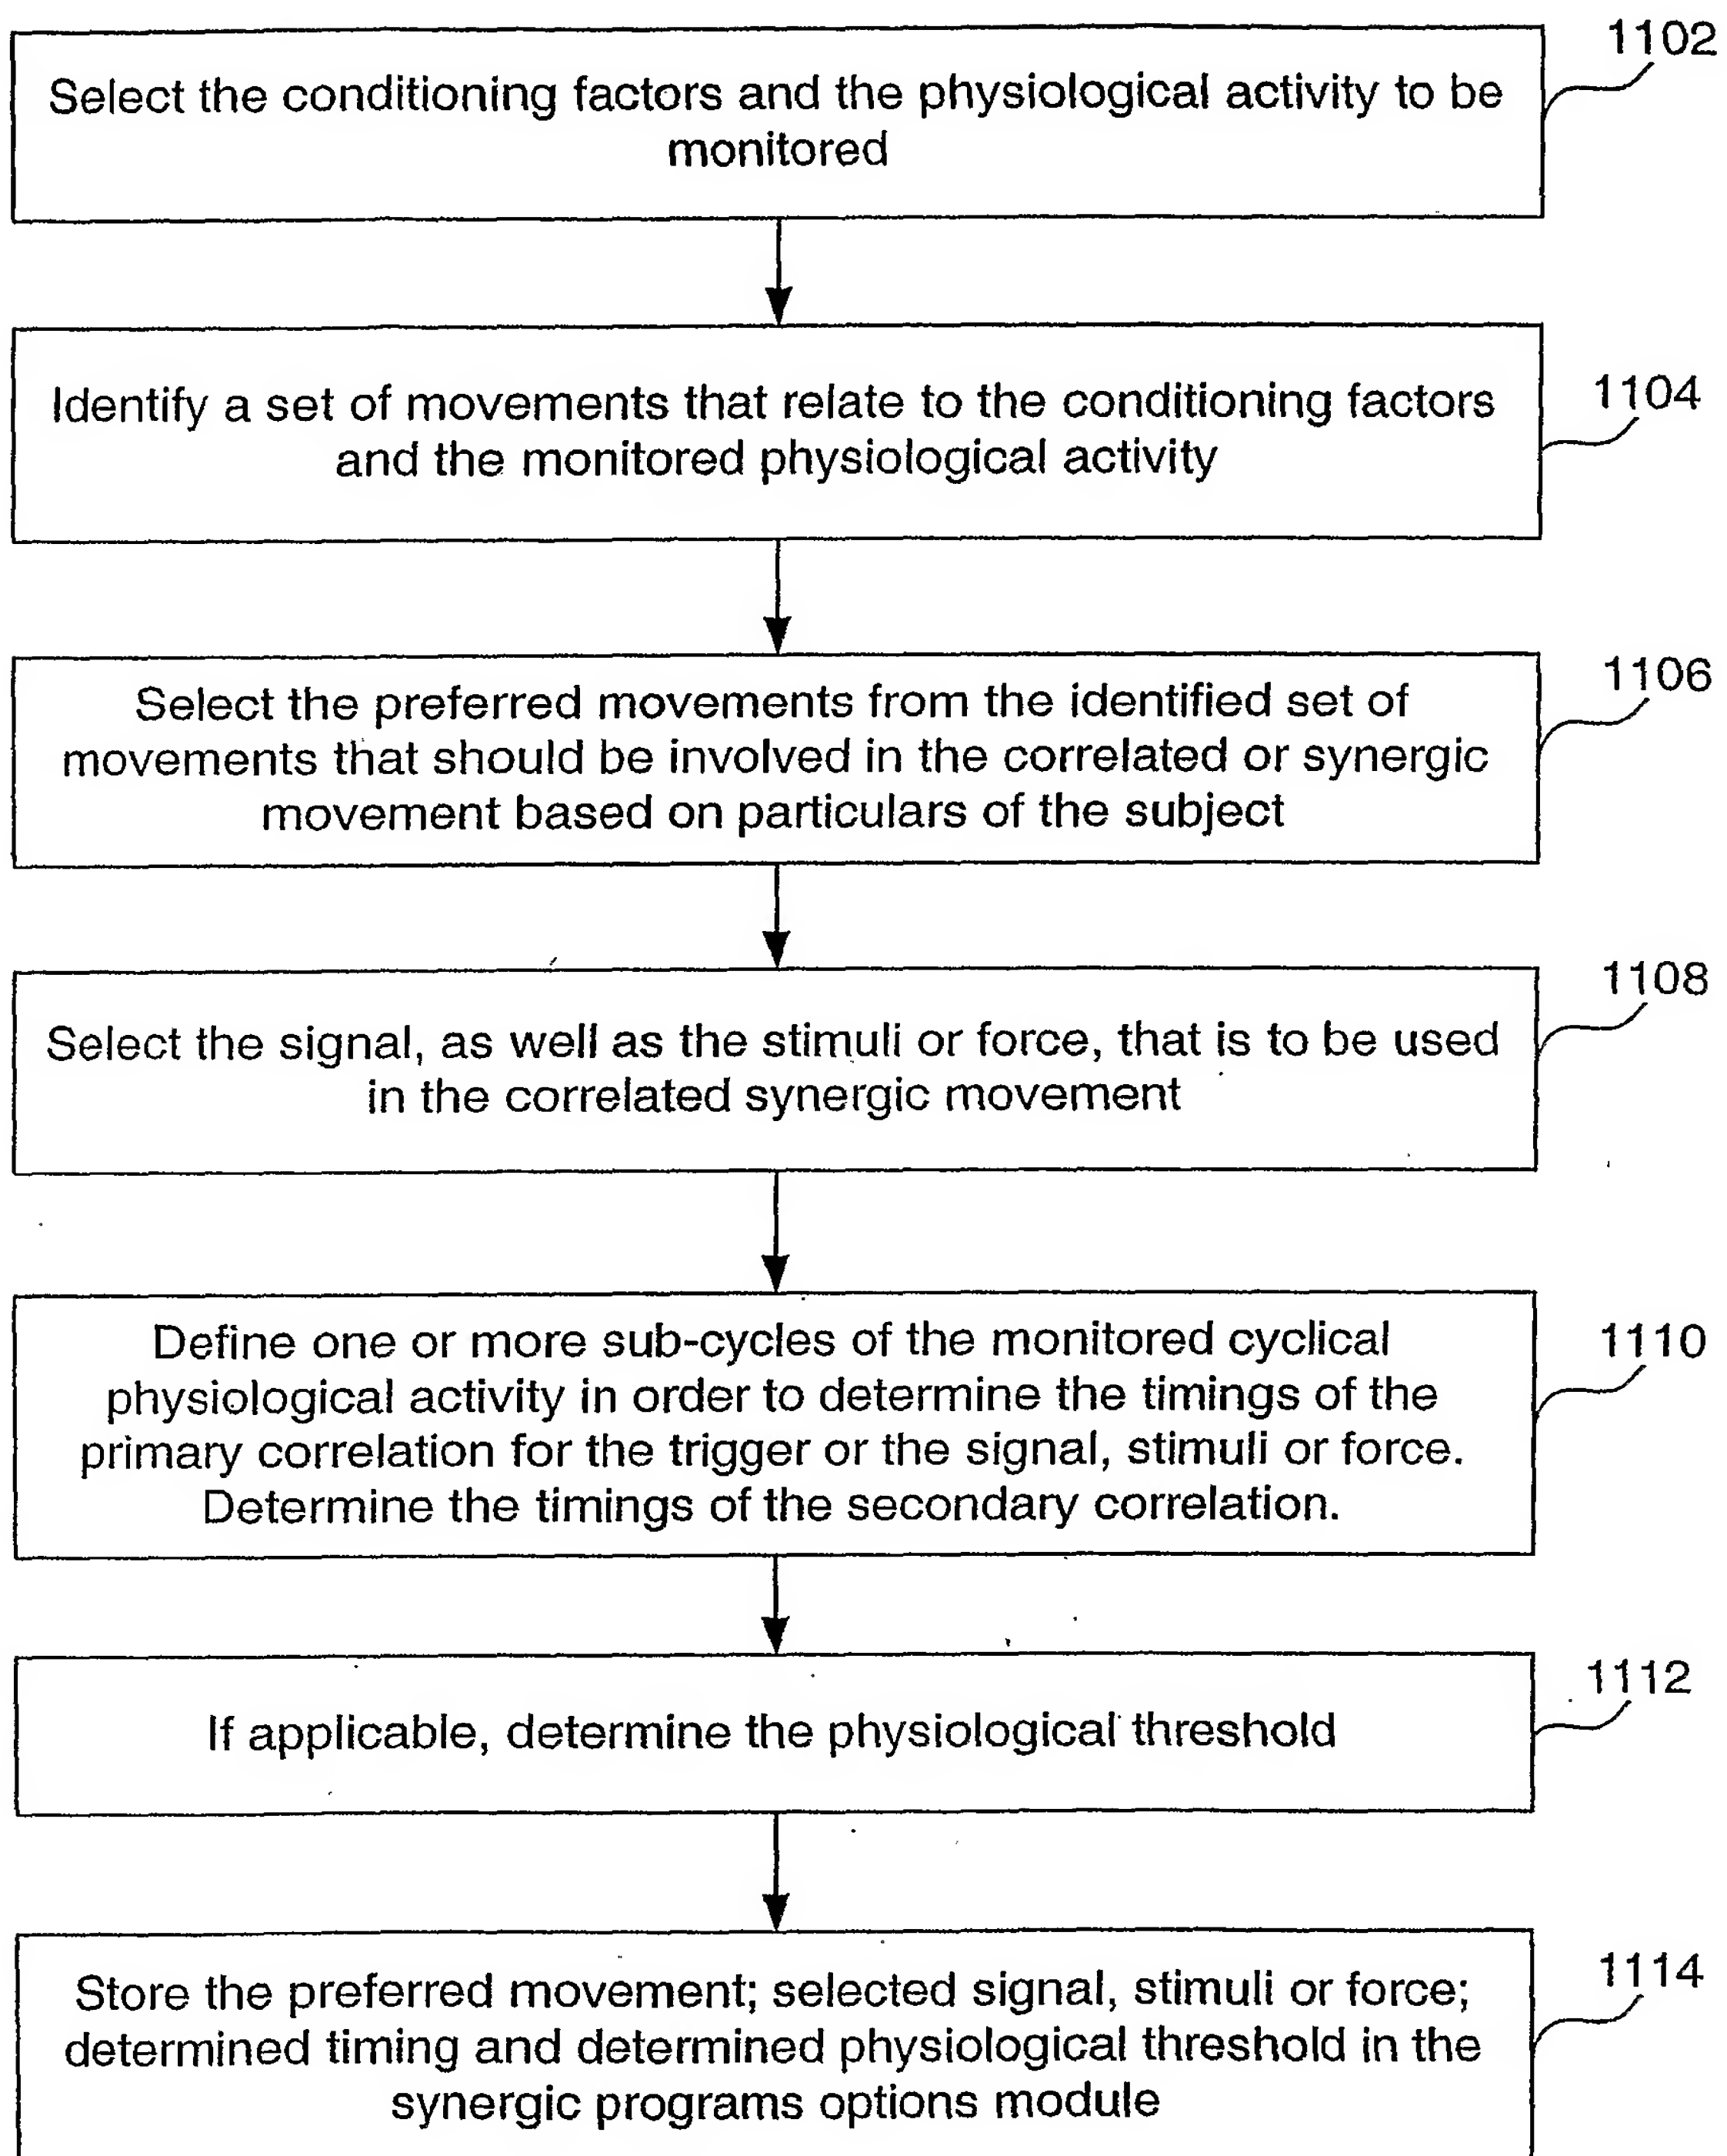 1102
Select the conditioning factors and the physiological activity to be
monitored
1104
Identify a set of movements that relate to the conditioning factors
and the monitored physiological activity
1106
Select the preferred movements from the identified set of
movements that should be involved in the correlated or synergic
movement based on particulars of the subject
1108
Select the signal, as well as the stimuli or force, that is to be used
in the correlated synergic movement
1110
Define one or more sub-cycles of the monitored cyclical
physiological activity in order to determine the timings of the
primary correlation for the trigger or the signal, stimuli or force.
Determine the timings of the secondary correlation.
1112
If applicable, determine the physiological threshold
1114
Store the preferred movement; selected signal, stimuli or force;
determined timing and determined physiological threshold in the
synergic programs options module